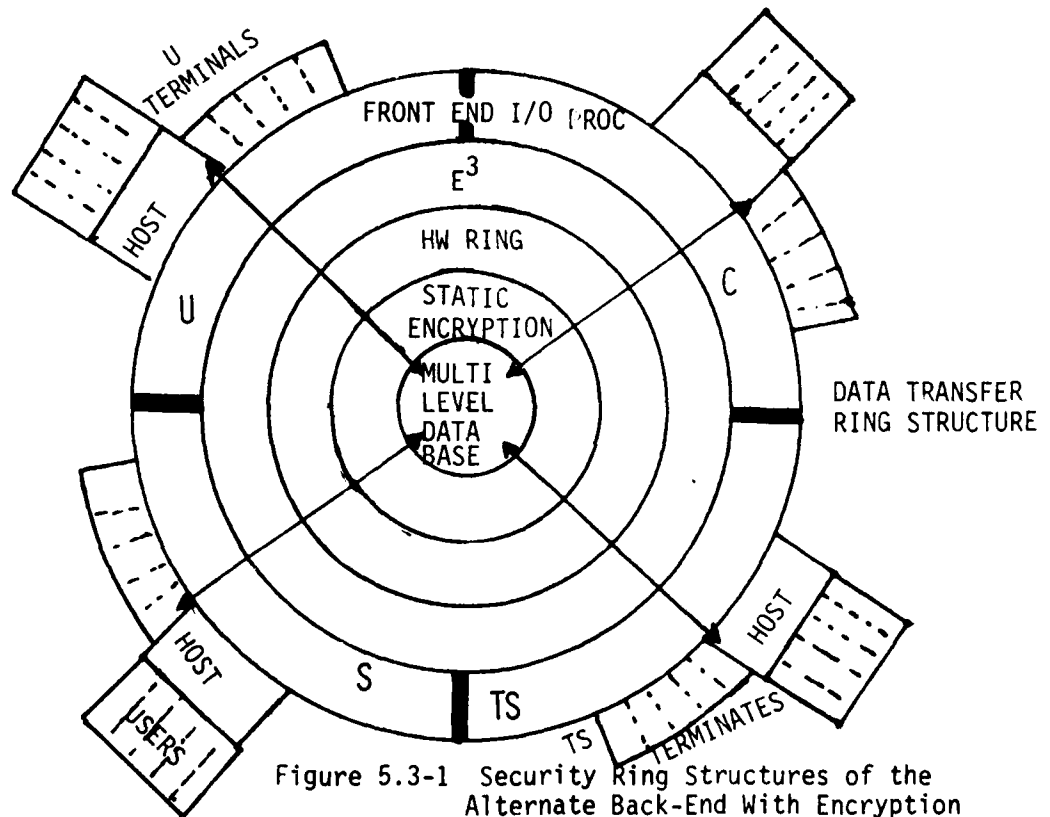 U
TERMINALS
FRONT END I/O PROC
E3
HOST
HW RING
C
STATIC
ENCRYPTION
U
MULTI
LEVEL
DATA
BASE
DATA TRANSFER
RING STRUCTURE
HOST
HOST
S
TS
USERS
TS
TERMINATES
Figure 5.3-1 Security Ring Structures of the
Alternate Back-End With Encryption